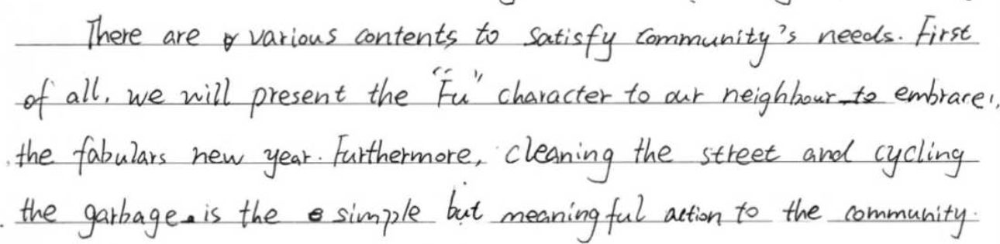 There are various contents to satisfy community's needs. First
of all, we will present the "Fu" character to our neighbour to embrace
the fabulars new year. Furthermore, cleaning the street and cycling
the garbage is the simple but meaningful action to the community.